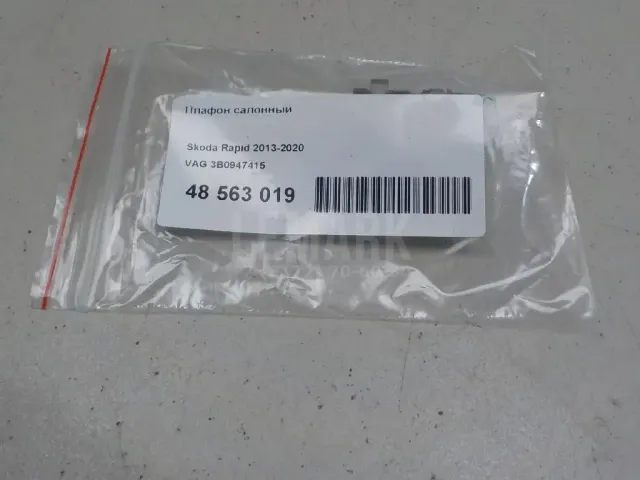 Плафон салонный
Skoda Rapid 2013-2020
VAG 3B0947415
48 563 019